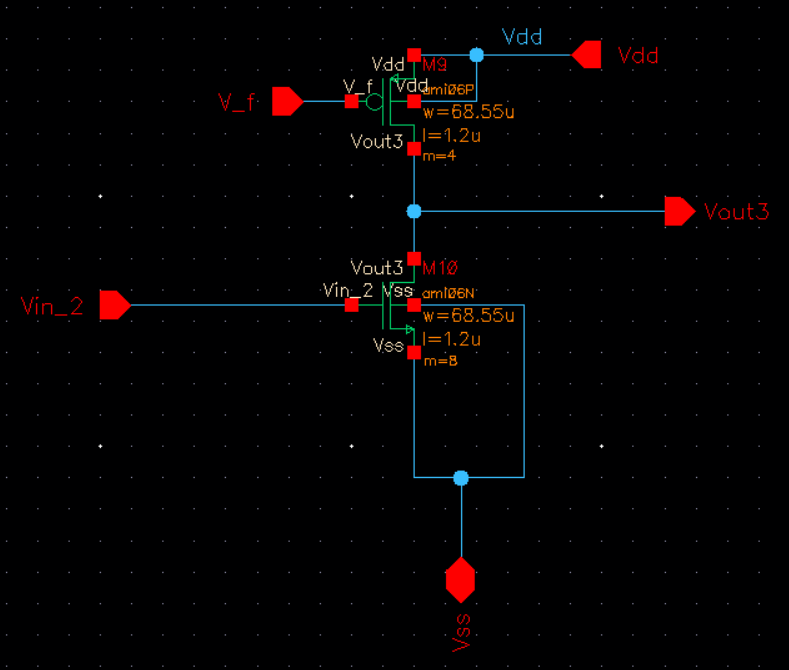 Vdd
Vdd
Vdd
M9
V_f
V_f
Vdd
ami06P
w=68.55u
l=1.2u
Vout3
m=4
Vout3
Vout3
M10
Vin_2
Vss
ami06N
Vin_2
w=68.55u
l=1.2u
Vss
m=8
Vss